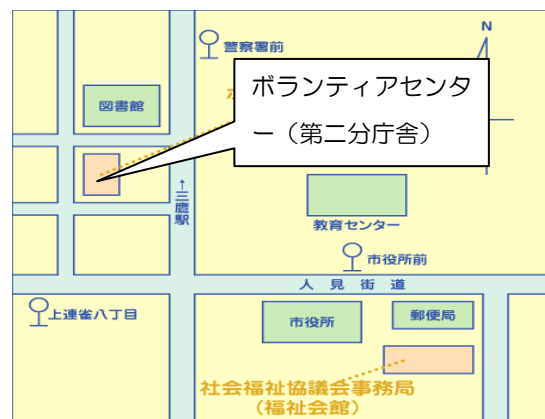 警察署前
N
ボランティアセンタ
ー（第二分庁舎）
図書館
↑三鷹駅
教育センター
市役所前
人見街道
上連雀八丁目
市役所
郵便局
社会福祉協議会事務局
（福祉会館）